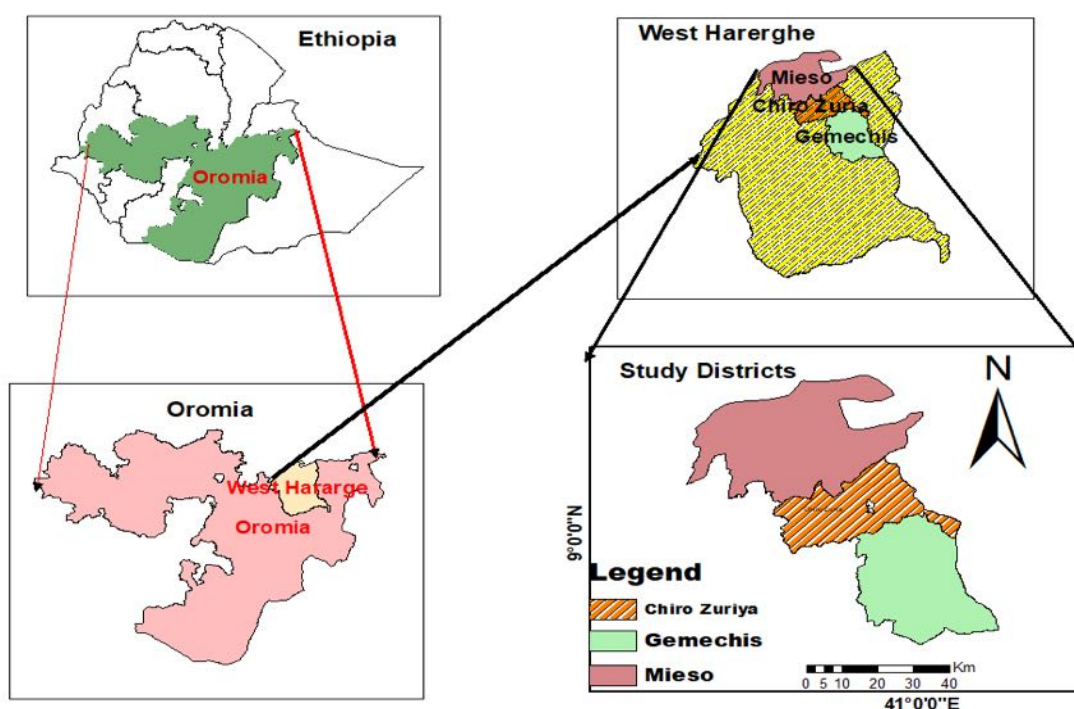 Ethiopia
Oromia
West Harerghe
Mieso
Chiro Zuria
Gemechis
Oromia
West Hararge
Oromia
Study Districts
N
9°0'0"N
Legend
Chiro Zuriya
Gemechis
Mieso
Km
0 5 10 20 30 40
41°0'0"E